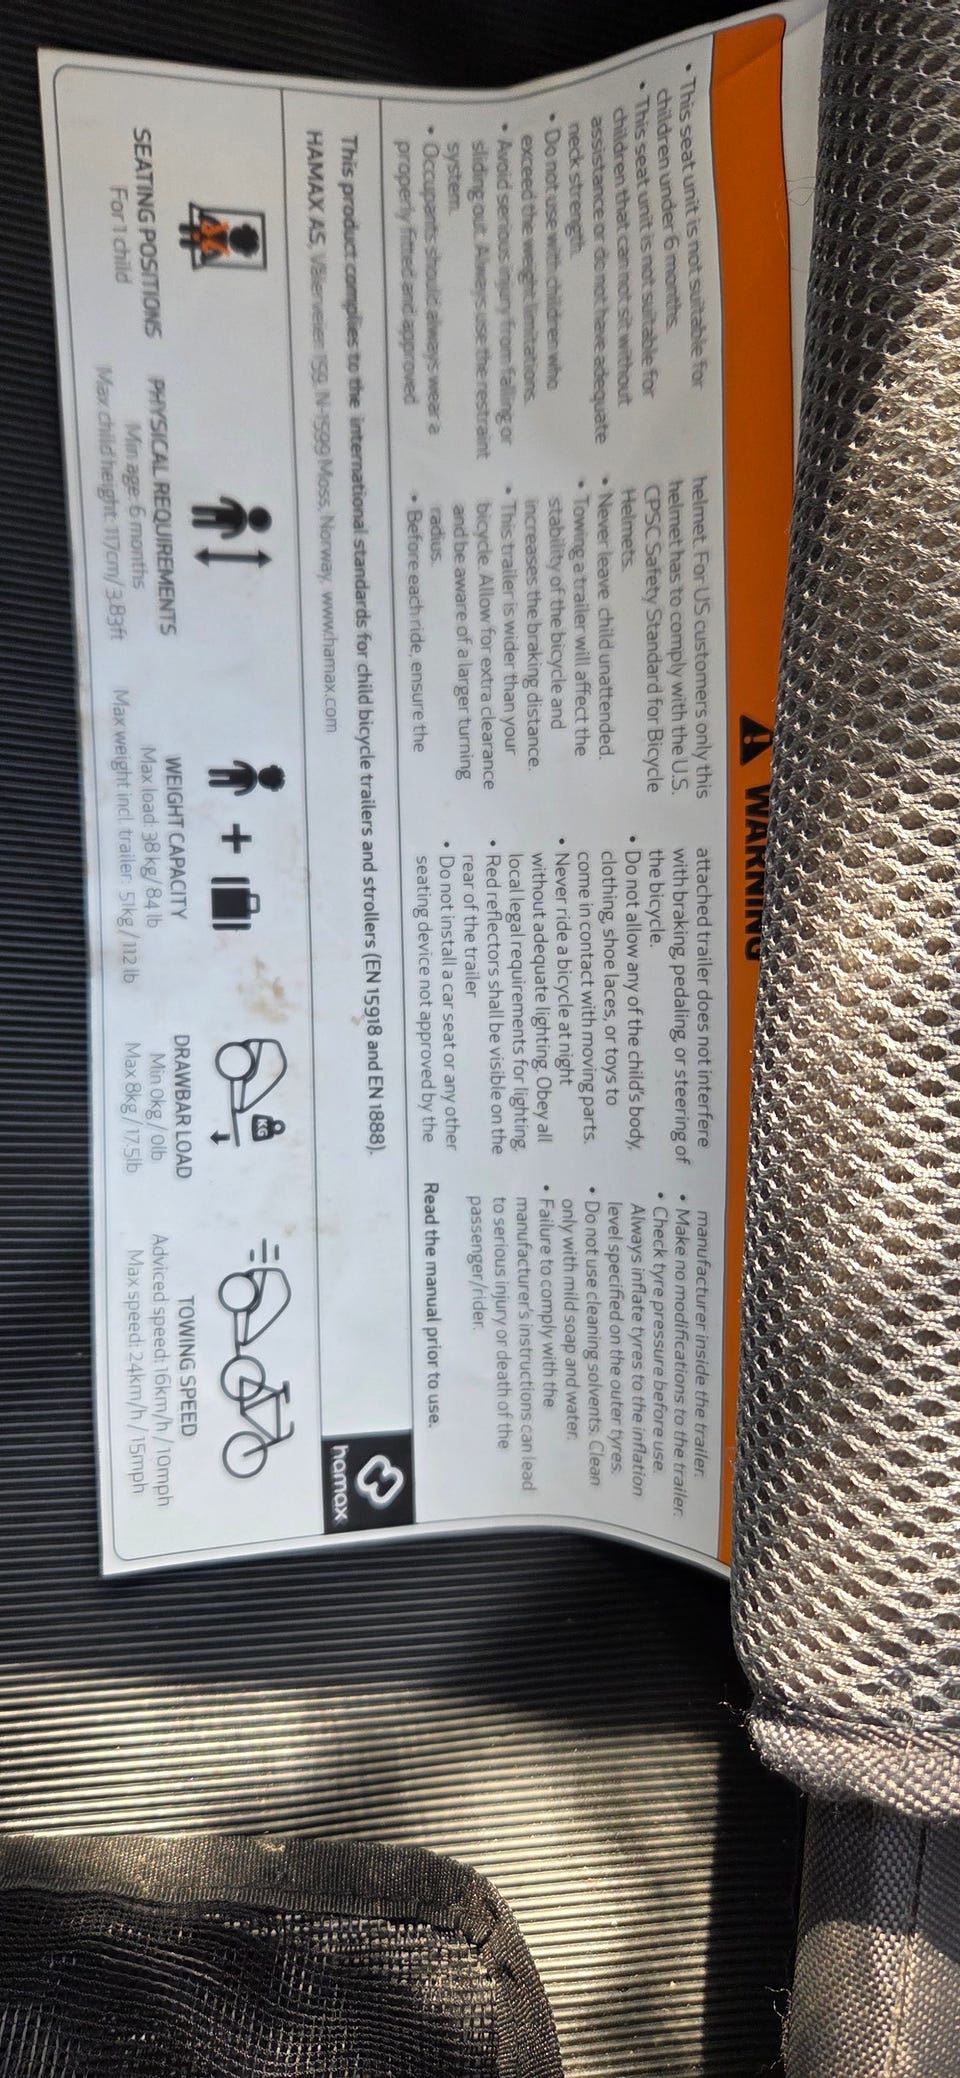 WARNING
• This seat unit is not suitable for
children under 6 months.
• This seat unit is not suitable for
children that can not sit without
assistance or do not have adequate
neck strength.
• Do not use with children who
exceed the weight limitations.
• Avoid serious injury from falling or
sliding out. Always use the restraint
system.
• Occupants should always wear a
properly fitted and approved
helmet. For US customers only this
helmet has to comply with the U.S.
CPSC Safety Standard for Bicycle
Helmets.
• Never leave child unattended.
• Towing a trailer will affect the
stability of the bicycle and
increases the braking distance.
• This trailer is wider than your
bicycle. Allow for extra clearance
and be aware of a larger turning
radius.
• Before each ride, ensure the
attached trailer does not interfere
with braking, pedaling, or steering of
the bicycle.
• Do not allow any of the child's body,
clothing, shoe laces, or toys to
come in contact with moving parts.
• Never ride a bicycle at night
without adequate lighting. Obey all
local legal requirements for lighting.
• Red reflectors shall be visible on the
rear of the trailer
• Do not install a car seat or any other
seating device not approved by the
manufacturer inside the trailer.
• Make no modifications to the trailer.
• Check tyre pressure before use.
Always inflate tyres to the inflation
level specified on the outer tyres.
• Do not use cleaning solvents. Clean
only with mild soap and water.
• Failure to comply with the
manufacturer's instructions can lead
to serious injury or death of the
passenger/rider.
Read the manual prior to use.
This product complies to the international standards for child bicycle trailers and strollers (EN 15918 and EN 1888).
HAMAX AS, Vålerveien 159, N-1599 Moss, Norway, www.hamax.com
hamax
SEATING POSITIONS
For 1 child
PHYSICAL REQUIREMENTS
Min age: 6 months
Max child height: 117cm/3.83ft
WEIGHT CAPACITY
Max load: 38 kg/84 lb
Max weight incl. trailer: 51kg/112 lb
KG
DRAWBAR LOAD
Min 0kg/0lb
Max 8kg/17,5lb
TOWING SPEED
Adviced speed: 16km/h / 10mph
Max speed: 24km/h / 15mph